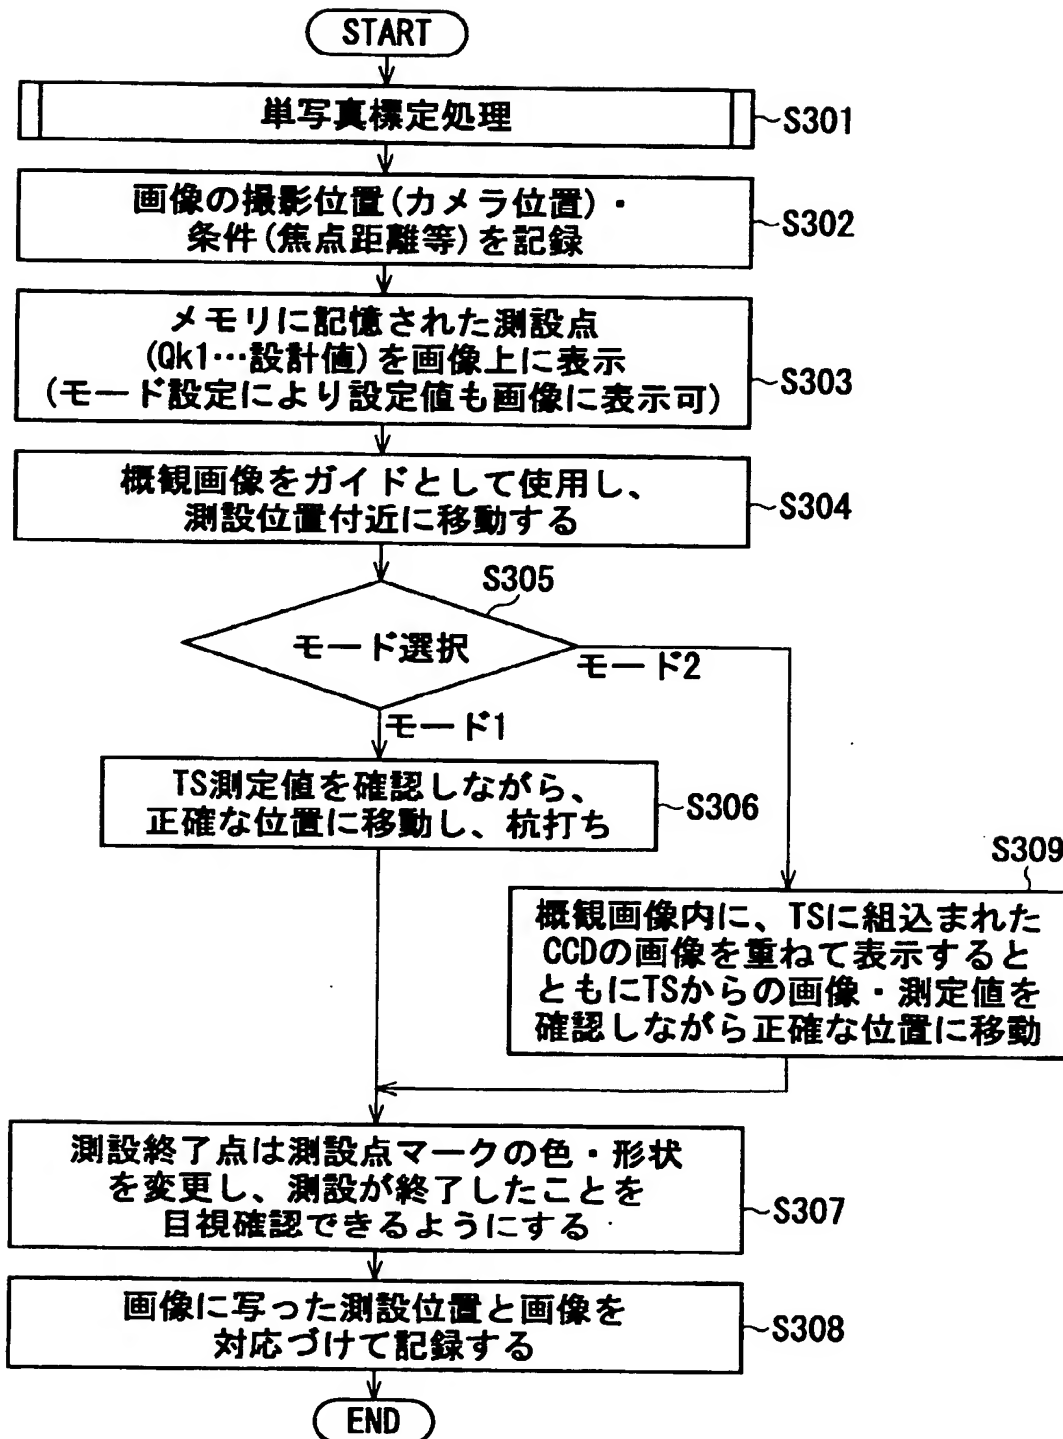 START
単写真標定処理
S301
画像の撮影位置(カメラ位置)・
条件(焦点距離等)を記録
S302
メモリに記憶された測設点
(Qk1…設計値)を画像上に表示
(モード設定により設定値も画像に表示可)
S303
概観画像をガイドとして使用し、
測設位置付近に移動する
S304
S305
モード選択
モード2
モード1
TS測定値を確認しながら、
正確な位置に移動し、杭打ち
S306
S309
概観画像内に、TSに組込まれた
CCDの画像を重ねて表示すると
ともにTSからの画像・測定値を
確認しながら正確な位置に移動
測設終了点は測設点マークの色・形状
を変更し、測設が終了したことを
目視確認できるようにする
S307
画像に写った測設位置と画像を
対応づけて記録する
S308
END